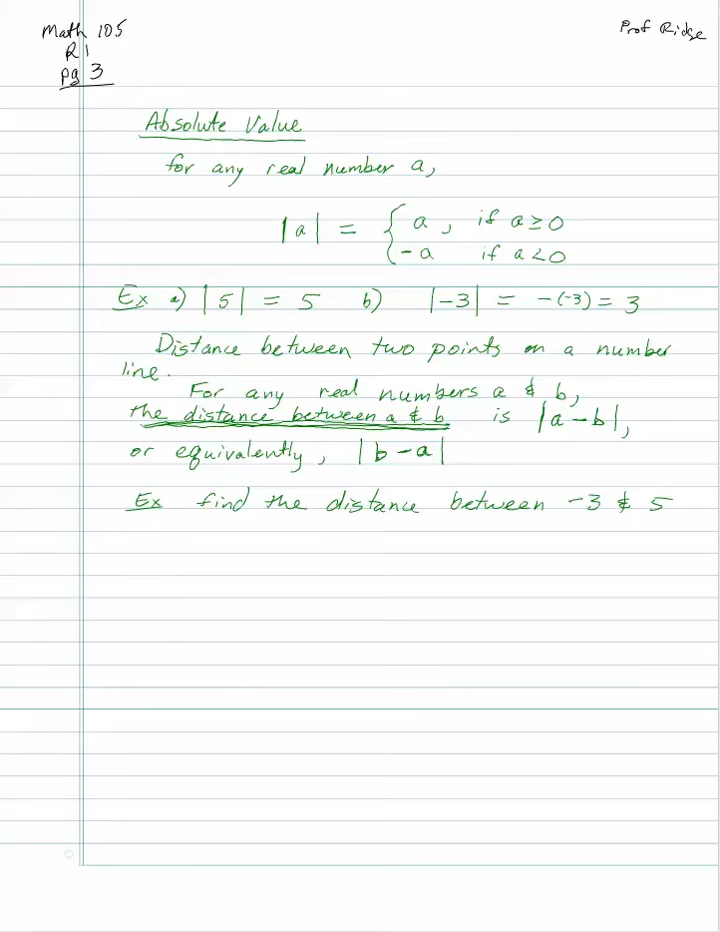 Math 105
Prof Ridge
R1
pg 3
Absolute Value
for any real number a,
|a| = { a, if a ≥ 0
-a if a < 0
Ex a) |5| = 5 b) |-3| = -(-3) = 3
Distance between two points on a number
line.
For any real numbers a & b,
the distance between a & b is |a-b|,
or equivalently, |b-a|
Ex find the distance between -3 & 5